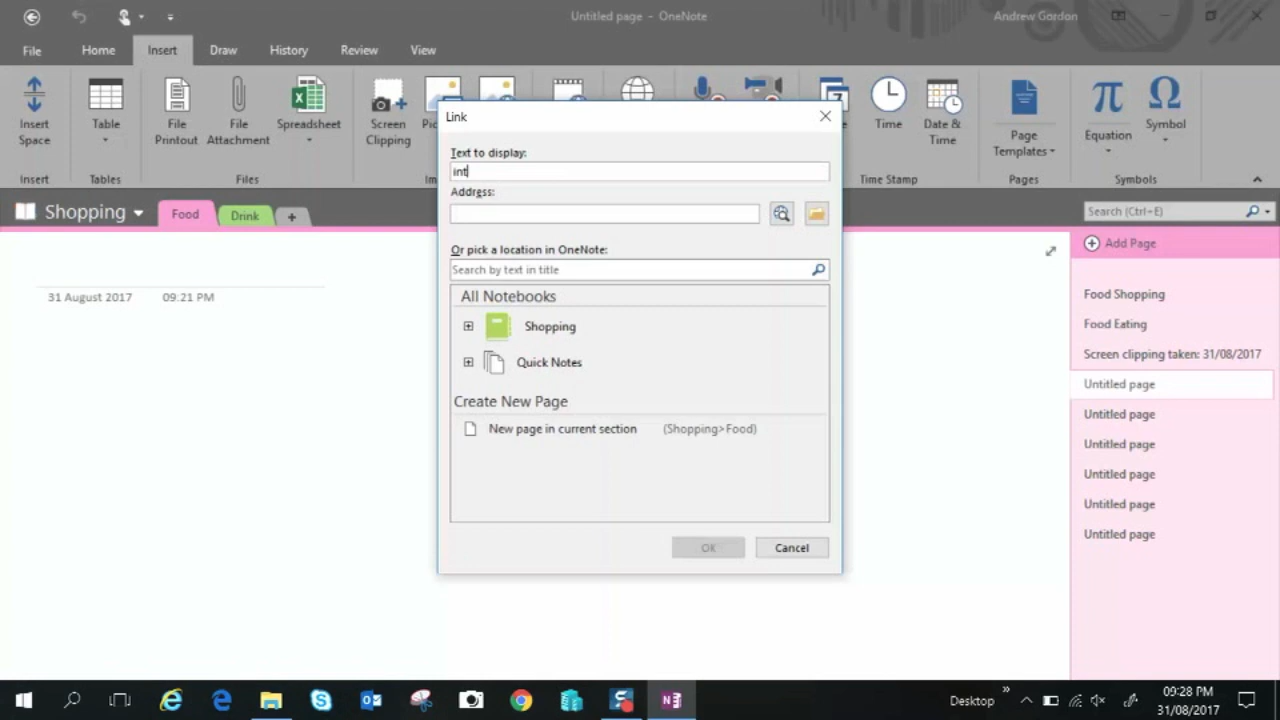 Untitled page - OneNote
Andrew Gordon
File Home Insert Draw History Review View
Insert Space
Table
File Printout
File Attachment
Spreadsheet
Screen Clipping
Time
Date & Time
Page Templates
Equation
Symbol
Insert Tables Files Time Stamp Pages Symbols
Shopping Food Drink +
Search (Ctrl+E)
Link
Text to display:
int
Address:
Or pick a location in OneNote:
Search by text in title
All Notebooks
Shopping
Quick Notes
Create New Page
New page in current section (Shopping>Food)
OK Cancel
31 August 2017 09:21 PM
Add Page
Food Shopping
Food Eating
Screen clipping taken: 31/08/2017
Untitled page
Untitled page
Untitled page
Untitled page
Untitled page
Untitled page
Desktop
09:28 PM
31/08/2017